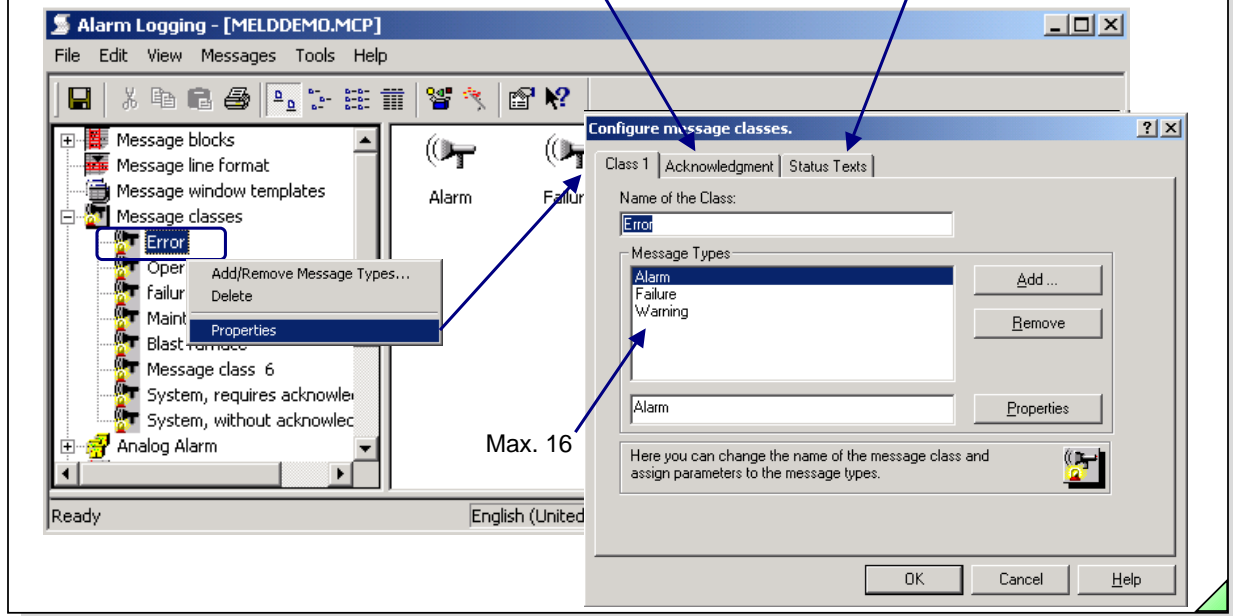 Alarm Logging - [MELDDEMO.MCP]
File Edit View Messages Tools Help
Message blocks
Message line format
Message window templates
Message classes
Error
Oper
failur
Maint
Message class 6
System, requires acknowle
System, without acknowlec
Analog Alarm
Add/Remove Message Types...
Delete
Properties
Alarm
Failur
Max. 16
Ready
English (United
Configure message classes.
Class 1 Acknowledgment Status Texts
Name of the Class:
Error
Message Types
Alarm
Failure
Warning
Add ...
Remove
Alarm
Properties
Here you can change the name of the message class and
assign parameters to the message types.
OK Cancel Help